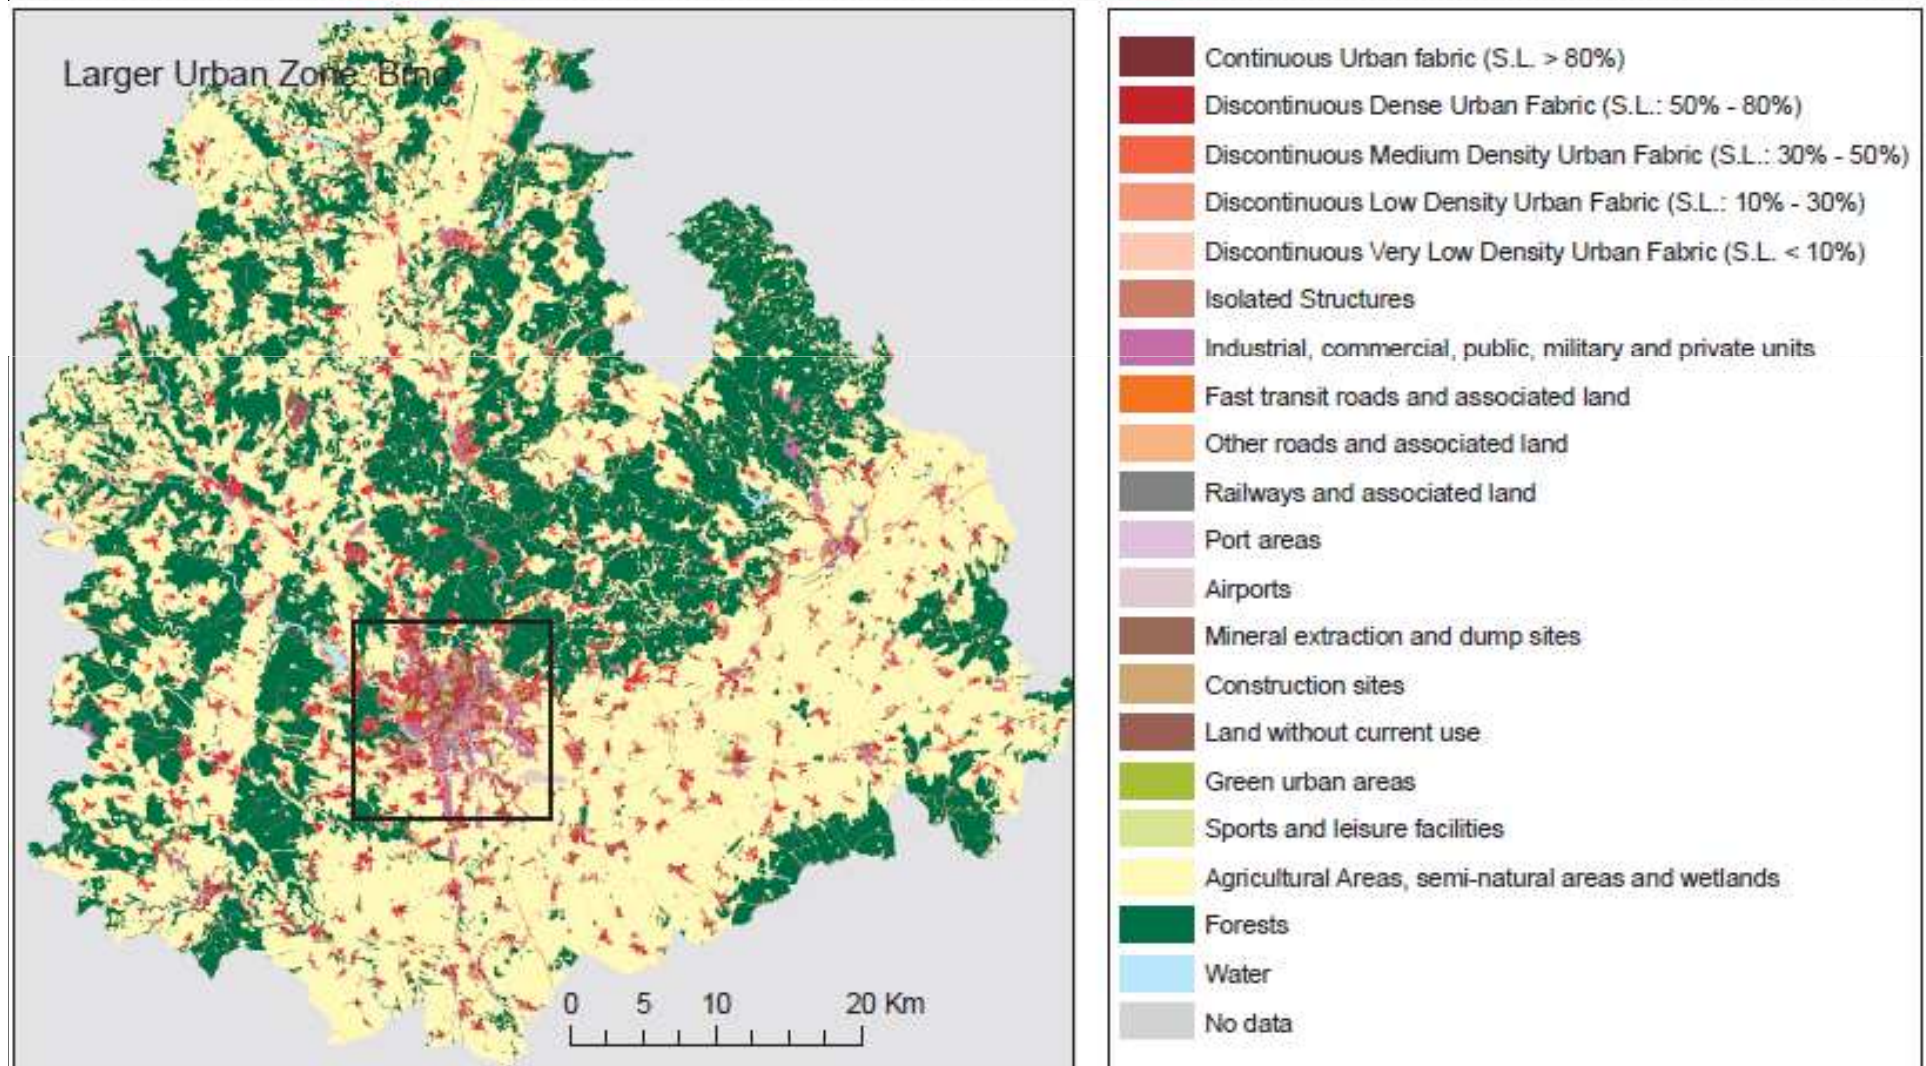 Larger Urban Zone: Brno
0 5 10 20 Km
Continuous Urban fabric (S.L. > 80%)
Discontinuous Dense Urban Fabric (S.L.: 50% - 80%)
Discontinuous Medium Density Urban Fabric (S.L.: 30% - 50%)
Discontinuous Low Density Urban Fabric (S.L.: 10% - 30%)
Discontinuous Very Low Density Urban Fabric (S.L. < 10%)
Isolated Structures
Industrial, commercial, public, military and private units
Fast transit roads and associated land
Other roads and associated land
Railways and associated land
Port areas
Airports
Mineral extraction and dump sites
Construction sites
Land without current use
Green urban areas
Sports and leisure facilities
Agricultural Areas, semi-natural areas and wetlands
Forests
Water
No data